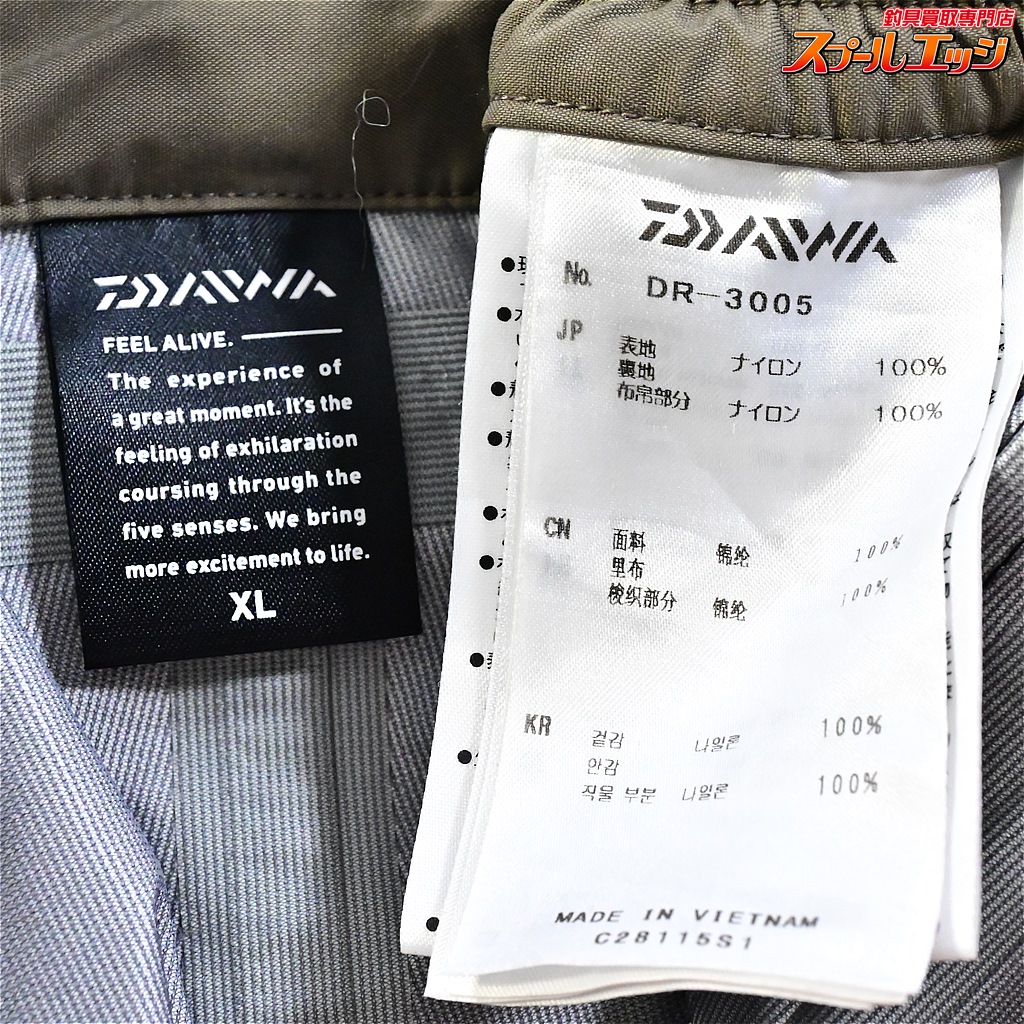 釣具買取専門店
スプールエッジ
DAIWA
FEEL ALIVE.
The experience of
a great moment. It's the
feeling of exhilaration
coursing through the
five senses. We bring
more excitement to life.
XL
DAIWA
No. DR-3005
JP
表地 ナイロン 100%
裏地
布帛部分 ナイロン 100%
CN
面料 锦纶 100%
里布
梭织部分 锦纶 100%
KR
겉감 나일론 100%
안감
직물 부분 나일론 100%
MADE IN VIETNAM
C28115S1